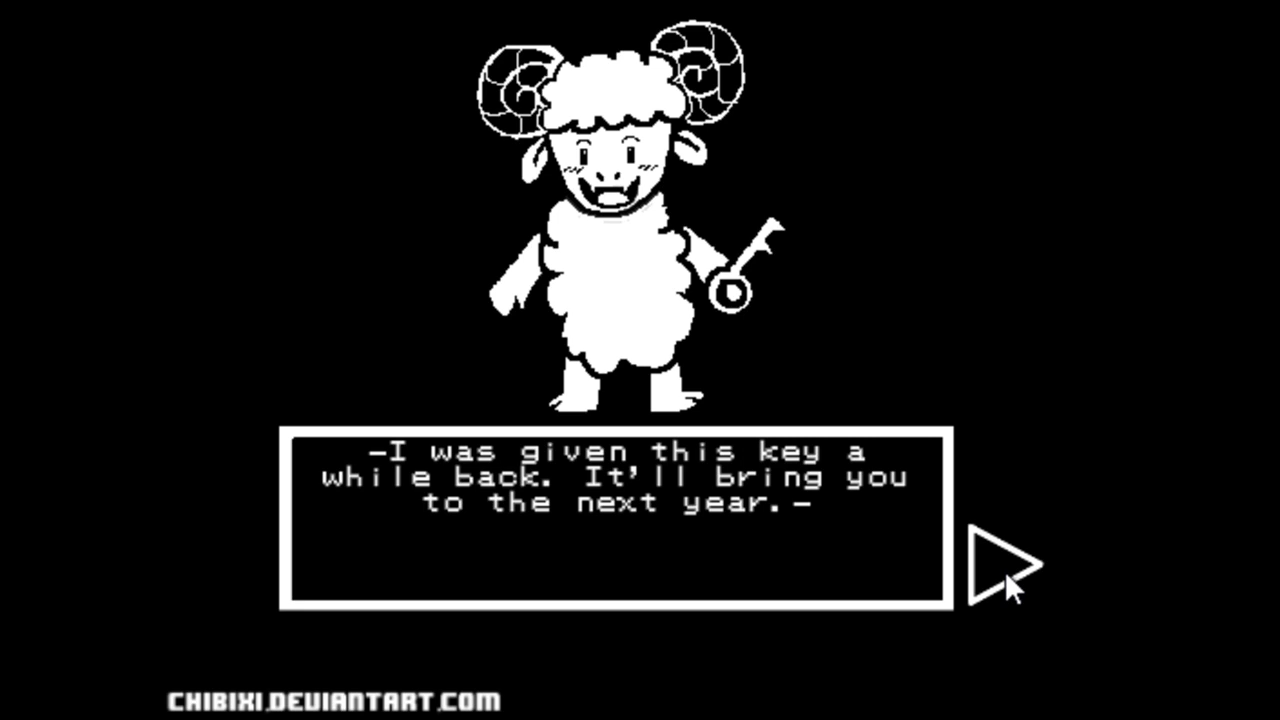 -I was given this key a
while back. It'll bring you
to the next year.-
CHIBIXI.DEVIANTART.COM